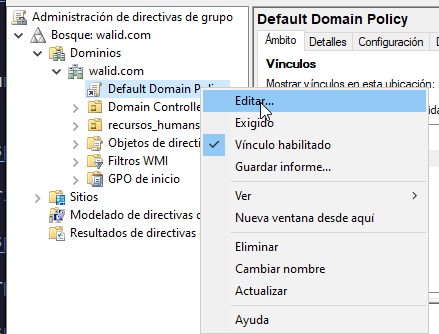 Administración de directivas de grupo
Bosque: walid.com
Dominios
walid.com
Default Domain
Domain Controlle
recursos_humans
Objetos de directi
Filtros WMI
GPO de inicio
Sitios
Modelado de directivas d
Resultados de directivas
Default Domain Policy
Ámbito Detalles Configuración
Vínculos
Mostrar vínculos en esta ubicación:
Editar...
Exigido
Vínculo habilitado
Guardar informe...
Ver
Nueva ventana desde aquí
Eliminar
Cambiar nombre
Actualizar
Ayuda